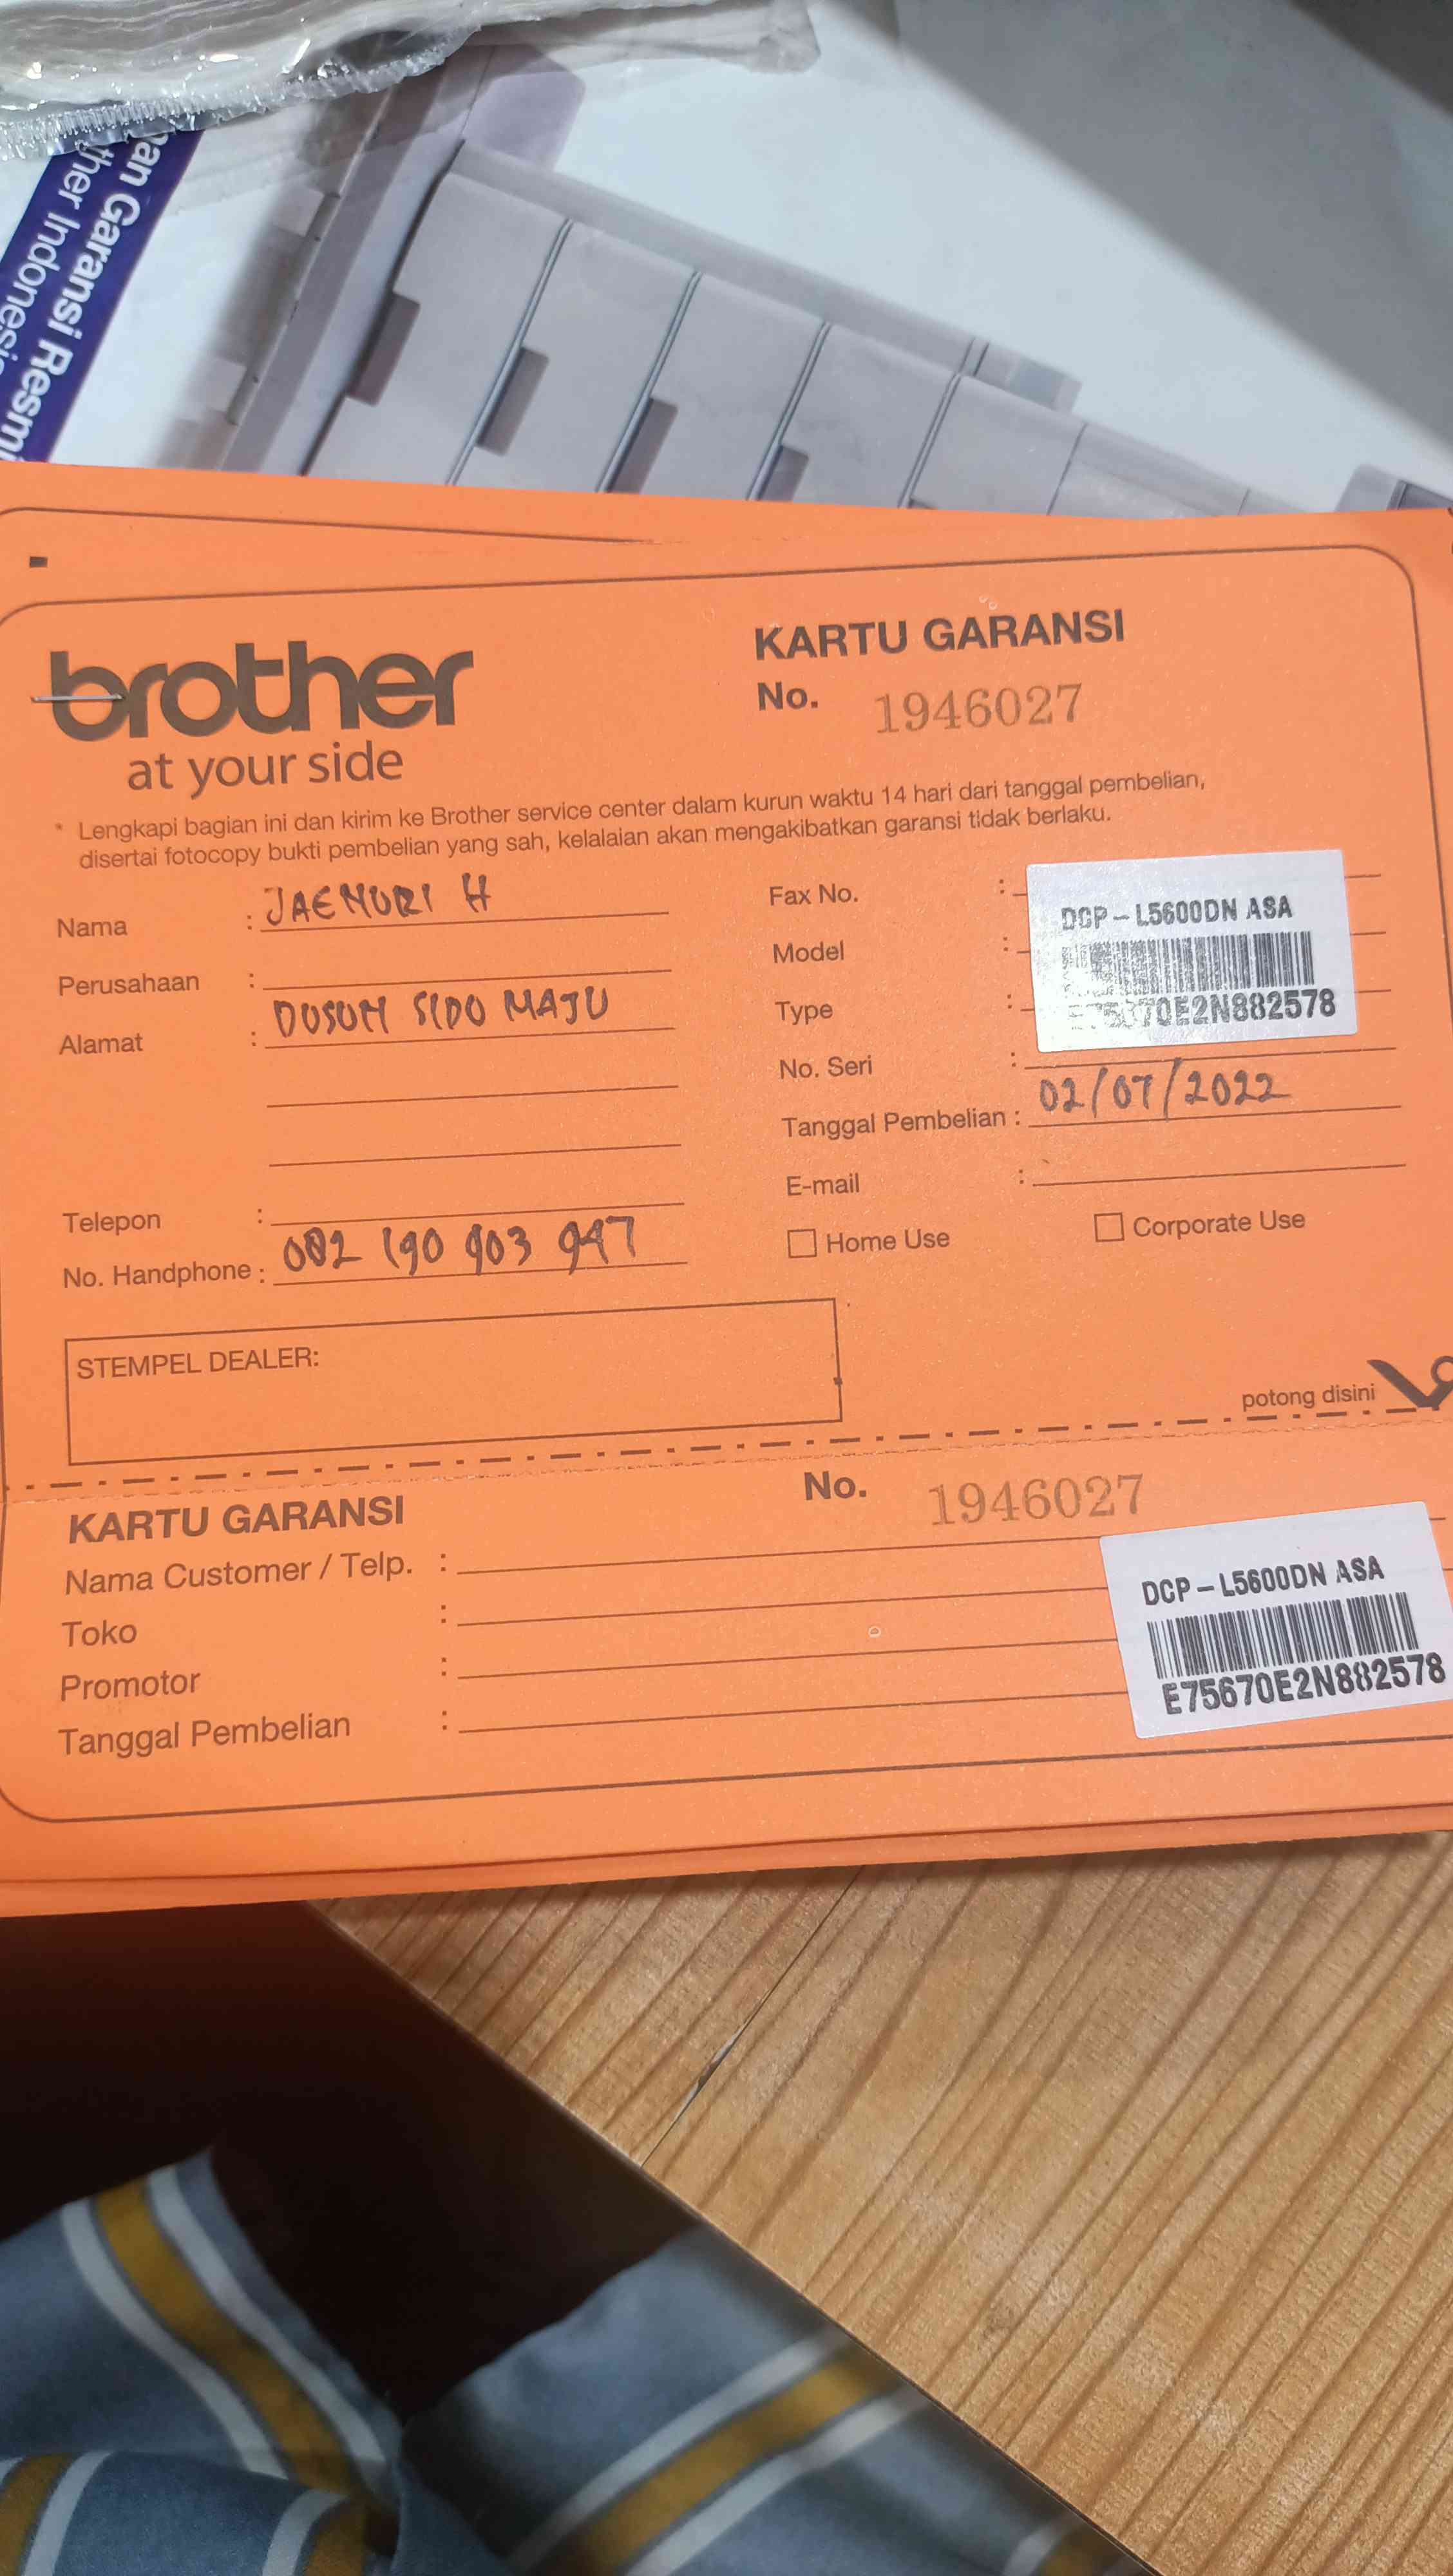 an Garansi Resmi
ther Indonesia
brother
at your side
KARTU GARANSI
No. 1946027
* Lengkapi bagian ini dan kirim ke Brother service center dalam kurun waktu 14 hari dari tanggal pembelian,
disertai fotocopy bukti pembelian yang sah, kelalaian akan mengakibatkan garansi tidak berlaku.
Nama : JAENURI H
Perusahaan :
Alamat : DUSUN SIDO MAJU
Telepon :
No. Handphone : 082 190 903 947
Fax No. :
Model :
Type :
No. Seri :
DCP - L5600DN ASA
Tanggal Pembelian : 02/07/2022
E-mail :
Home Use
Corporate Use
STEMPEL DEALER:
potong disini
KARTU GARANSI
No. 1946027
Nama Customer / Telp. :
Toko :
Promotor :
Tanggal Pembelian :
DCP - L5600DN ASA
E75670E2N882578